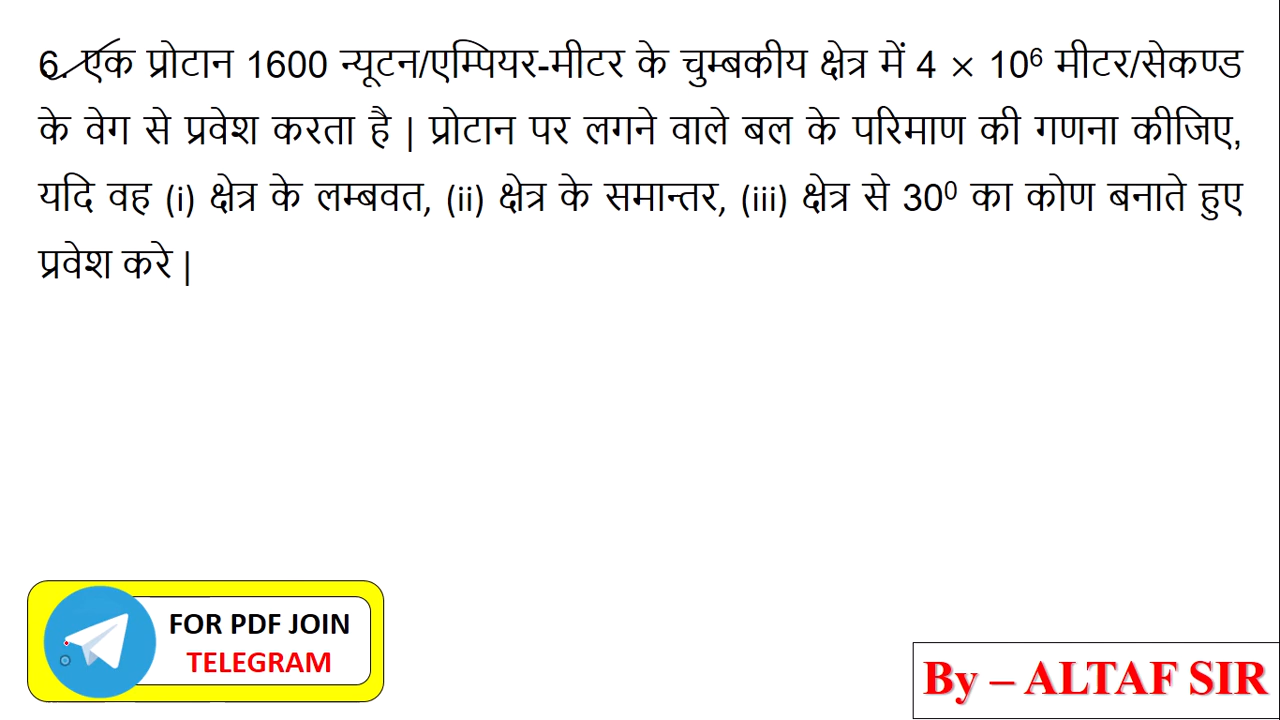 6. एक प्रोटान 1600 न्यूटन/एम्पियर-मीटर के चुम्बकीय क्षेत्र में 4 × 10⁶ मीटर/सेकण्ड
के वेग से प्रवेश करता है | प्रोटान पर लगने वाले बल के परिमाण की गणना कीजिए,
यदि वह (i) क्षेत्र के लम्बवत, (ii) क्षेत्र के समान्तर, (iii) क्षेत्र से 30⁰ का कोण बनाते हुए
प्रवेश करे |
FOR PDF JOIN
TELEGRAM
By – ALTAF SIR